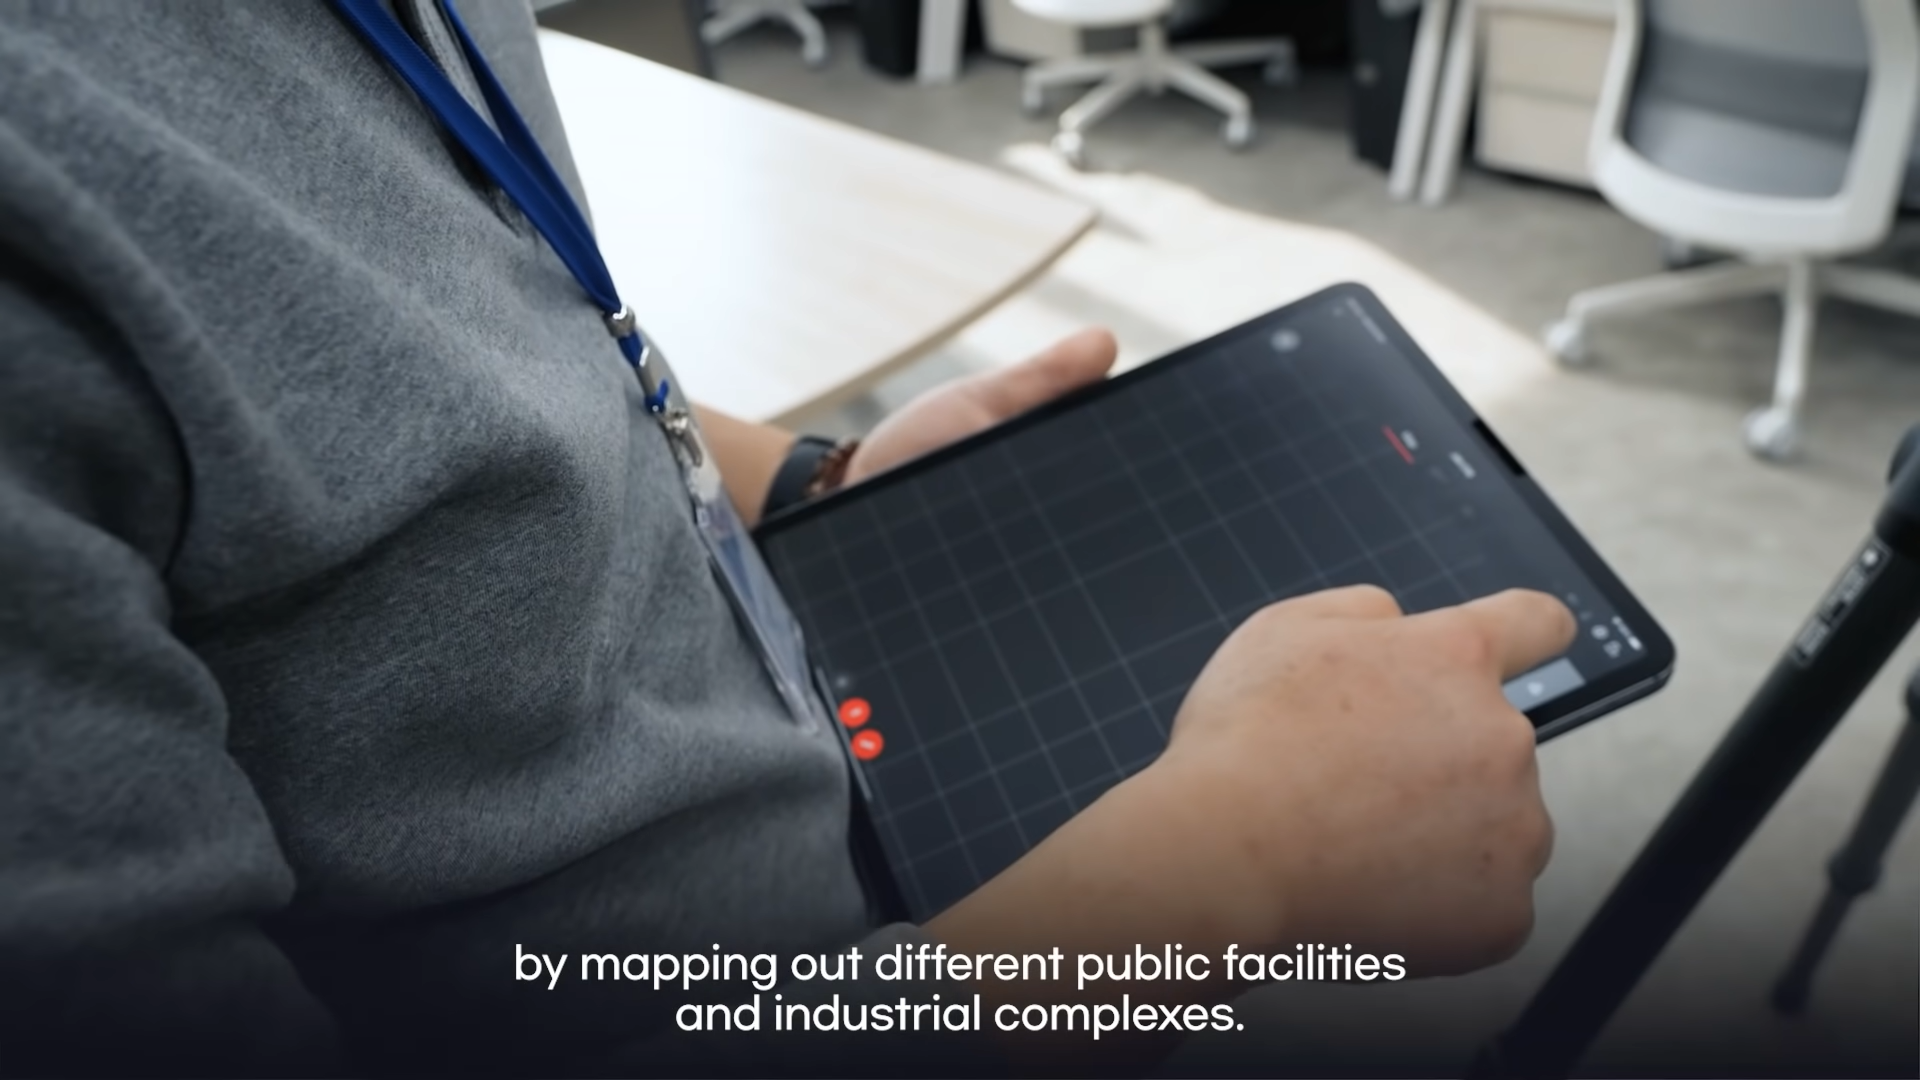 by mapping out different public facilities
and industrial complexes.